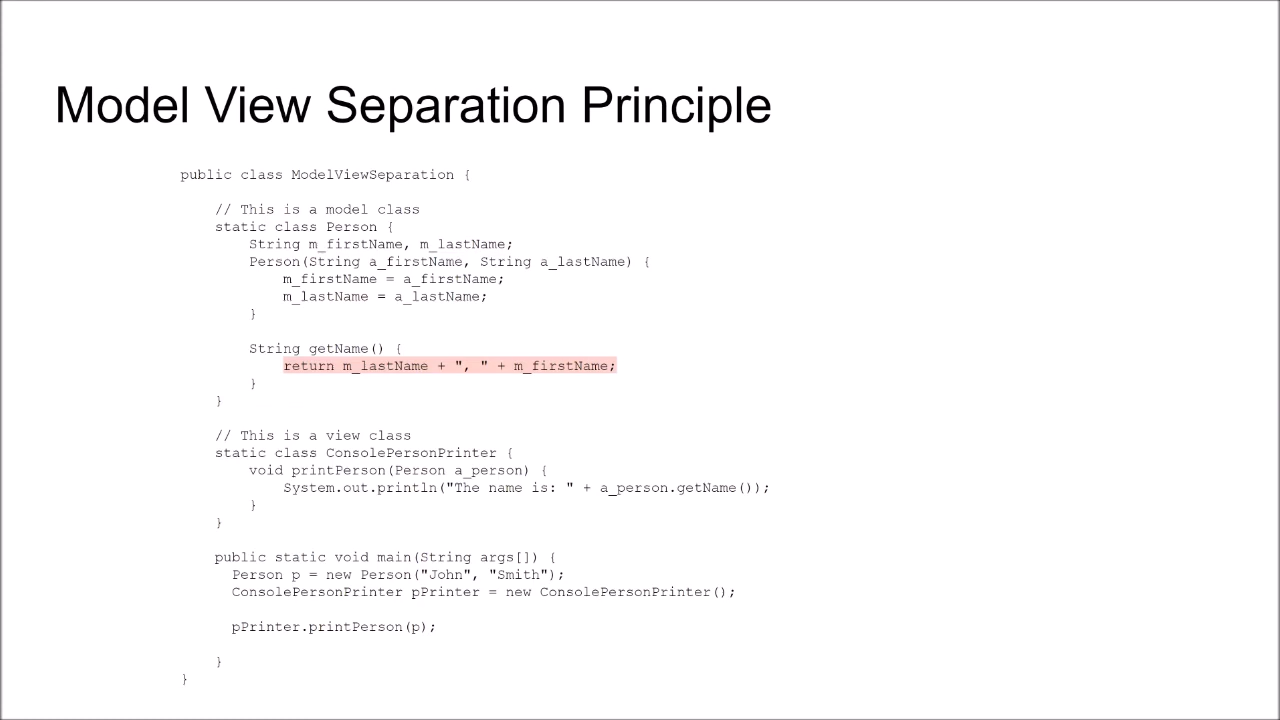 Model View Separation Principle
public class ModelViewSeparation {
// This is a model class
static class Person {
String m_firstName, m_lastName;
Person(String a_firstName, String a_lastName) {
m_firstName = a_firstName;
m_lastName = a_lastName;
}
String getName() {
return m_lastName + ", " + m_firstName;
}
}
// This is a view class
static class ConsolePersonPrinter {
void printPerson(Person a_person) {
System.out.println("The name is: " + a_person.getName());
}
}
public static void main(String args[]) {
Person p = new Person("John", "Smith");
ConsolePersonPrinter pPrinter = new ConsolePersonPrinter();
pPrinter.printPerson(p);
}
}